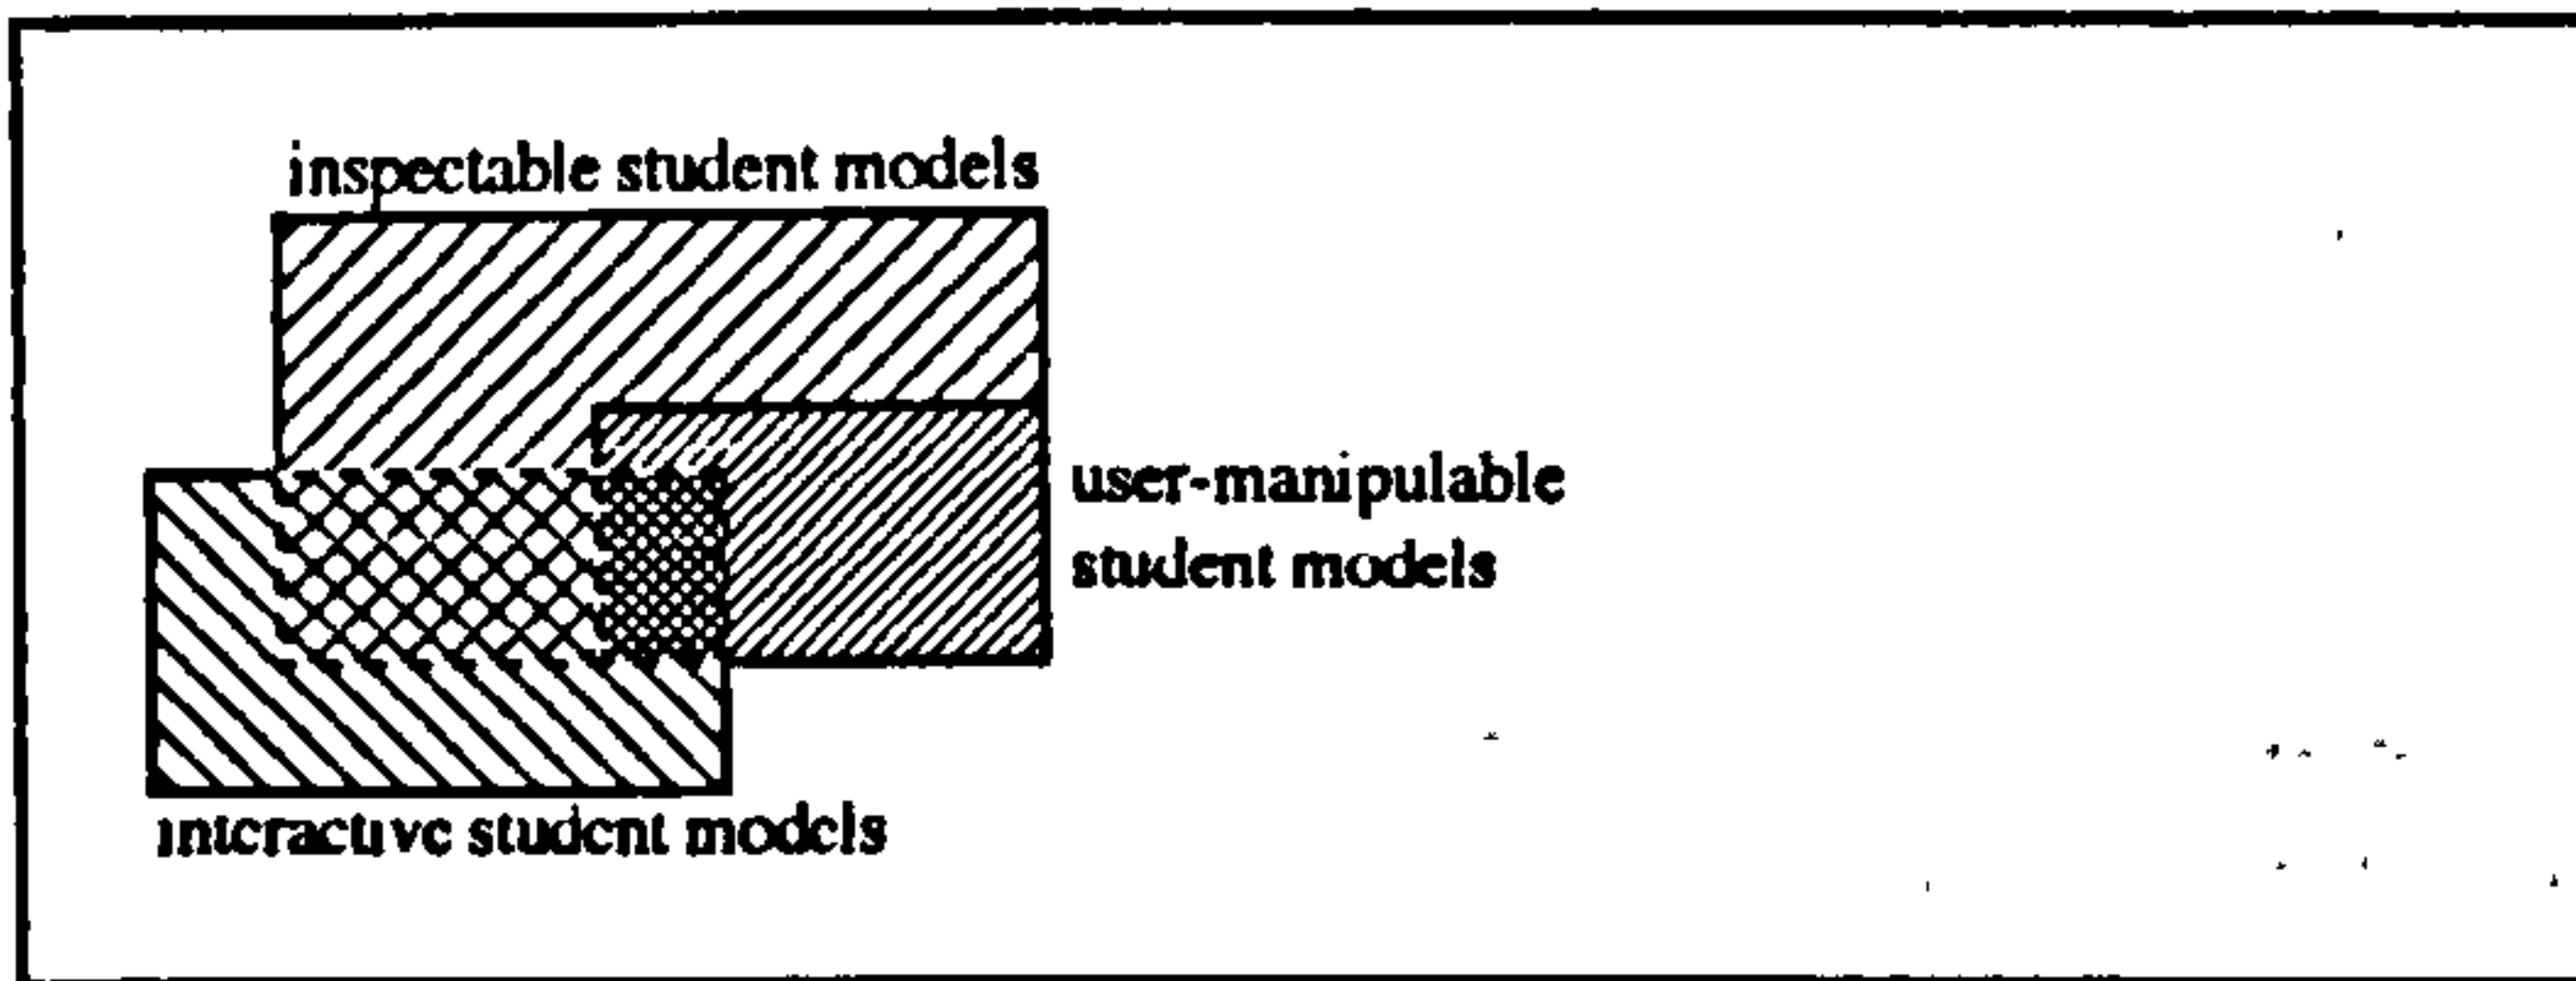 inspectable student models
user-manipulable
student models
interactive student models